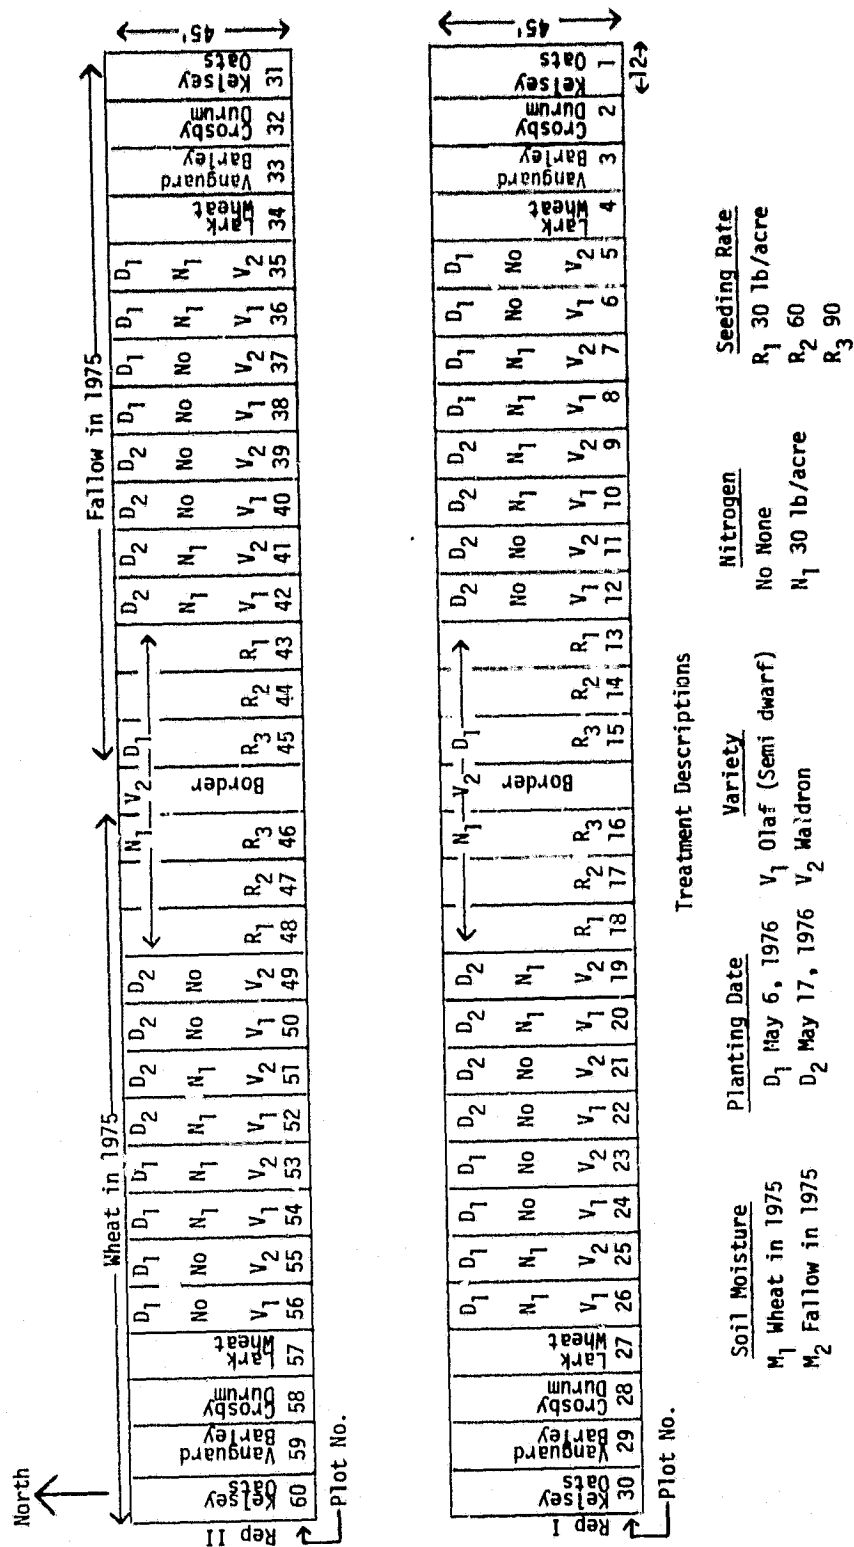 North
Wheat in 1975
Fallow in 1975
45'
Rep II
Kelsey Oats 60
Vanguard Barley 59
Crosby Durum 58
Lark Wheat 57
D1 No V1 56
D1 No V2 55
D1 N1 V1 54
D1 N1 V2 53
D2 N1 V1 52
D2 N1 V2 51
D2 No V1 50
D2 No V2 49
R1 48
R2 47
R3 46
N1 V2 D1
Border
R3 45
R2 44
R1 43
D2 N1 V1 42
D2 N1 V2 41
D2 No V1 40
D2 No V2 39
D1 No V1 38
D1 No V2 37
D1 N1 V1 36
D1 N1 V2 35
Lark Wheat 34
Vanguard Barley 33
Crosby Durum 32
Kelsey Oats 31
Plot No.
45'
Rep I
Kelsey Oats 30
Vanguard Barley 29
Crosby Durum 28
Lark Wheat 27
D1 N1 V1 26
D1 N1 V2 25
D1 No V1 24
D1 No V2 23
D2 No V1 22
D2 No V2 21
D2 N1 V1 20
D2 N1 V2 19
R1 18
R2 17
R3 16
N1 V2 D1
Border
R3 15
R2 14
R1 13
D2 No V1 12
D2 No V2 11
D2 N1 V1 10
D2 N1 V2 9
D1 N1 V1 8
D1 N1 V2 7
D1 No V1 6
D1 No V2 5
Lark Wheat 4
Vanguard Barley 3
Crosby Durum 2
Kelsey Oats 1
12
Plot No.
Treatment Descriptions
Soil Moisture
M1 Wheat in 1975
M2 Fallow in 1975
Planting Date
D1 May 6, 1976
D2 May 17, 1976
Variety
V1 Olaf (Semi dwarf)
V2 Waldron
Nitrogen
No None
N1 30 lb/acre
Seeding Rate
R1 30 lb/acre
R2 60
R3 90